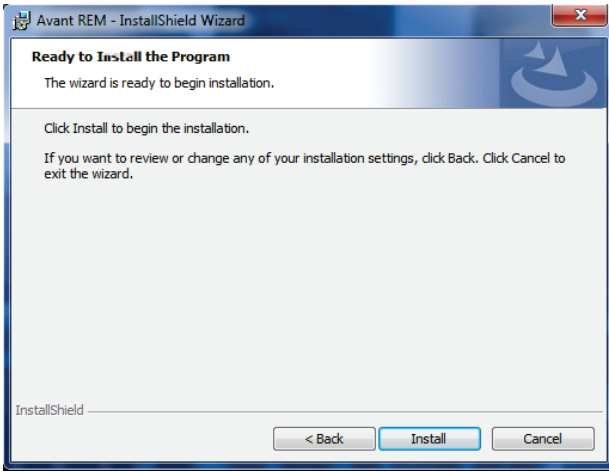 Avant REM - InstallShield Wizard
Ready to Install the Program
The wizard is ready to begin installation.
Click Install to begin the installation.
If you want to review or change any of your installation settings, click Back. Click Cancel to
exit the wizard.
InstallShield
< Back
Install
Cancel